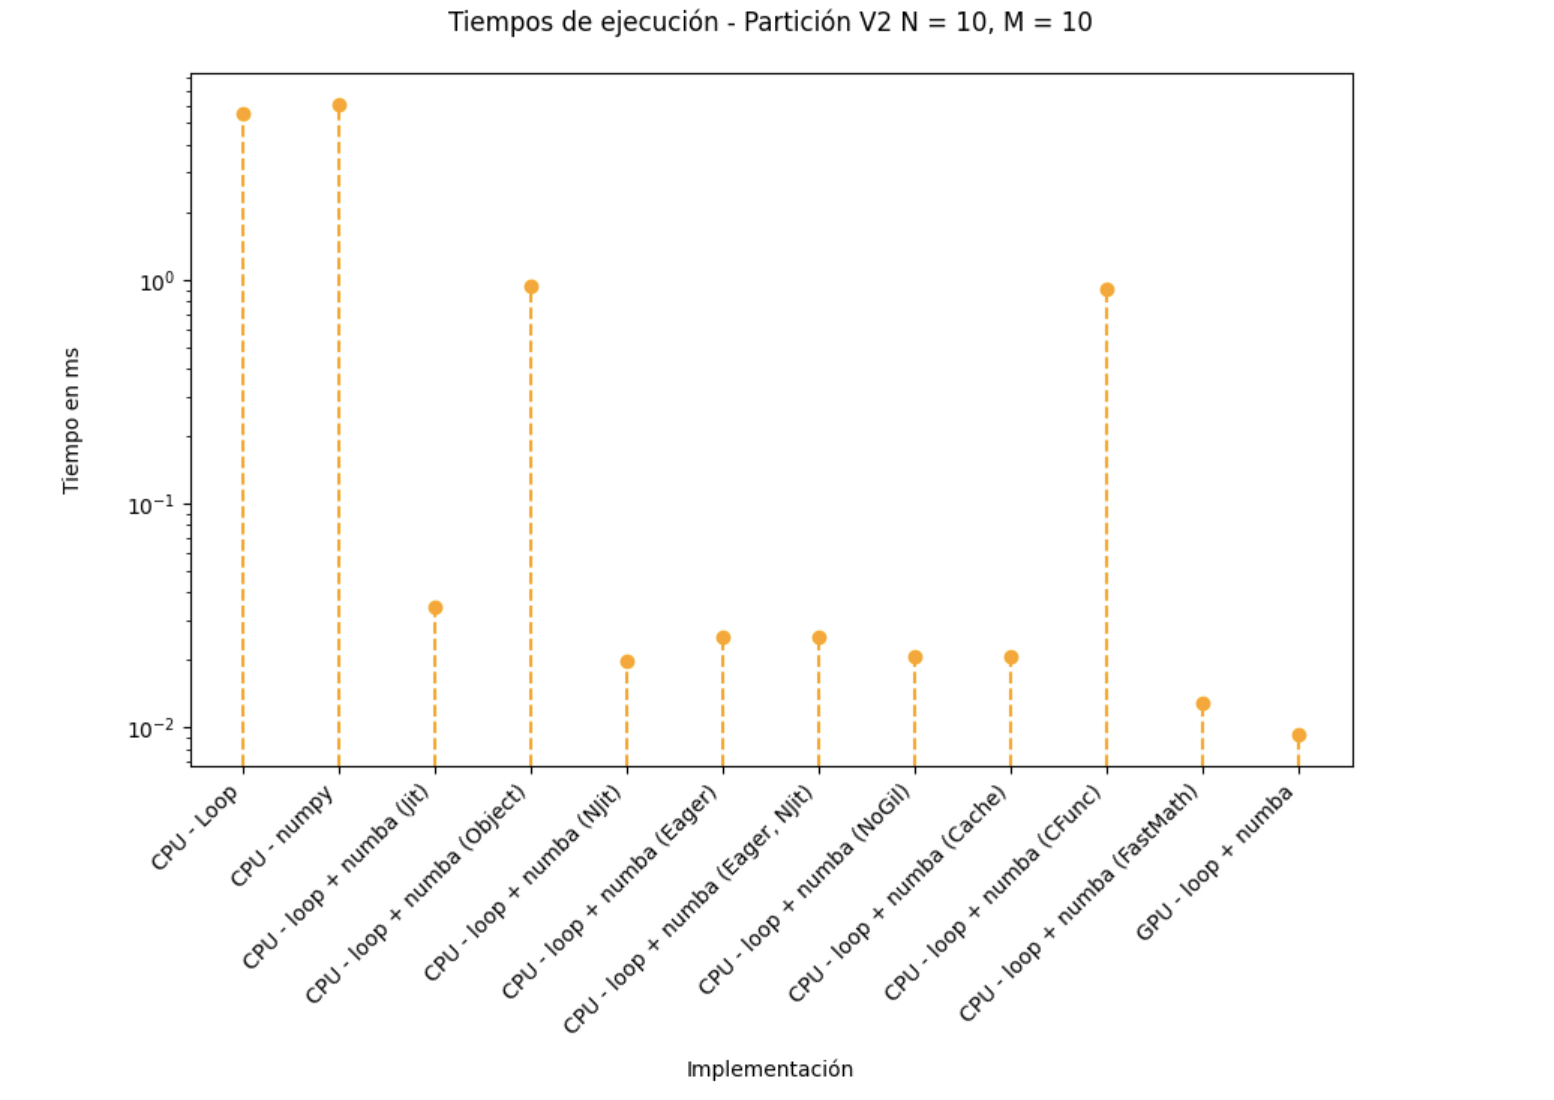 Tiempos de ejecución - Partición V2 N = 10, M = 10
Tiempo en ms
10⁰
10⁻¹
10⁻²
CPU - Loop
CPU - numpy
CPU - loop + numba (Jit)
CPU - loop + numba (Object)
CPU - loop + numba (NJit)
CPU - loop + numba (Eager)
CPU - loop + numba (Eager, NJit)
CPU - loop + numba (NoGil)
CPU - loop + numba (Cache)
CPU - loop + numba (CFunc)
CPU - loop + numba (FastMath)
GPU - loop + numba
Implementación